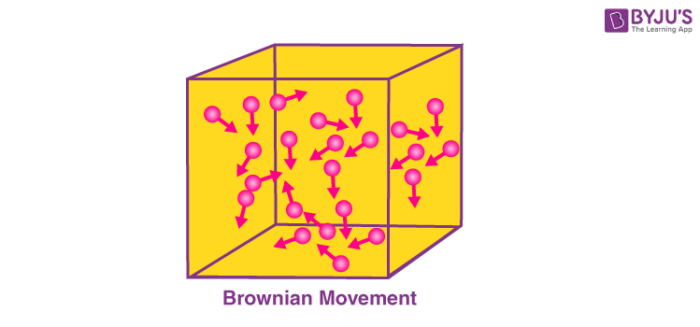 BYJU'S
The Learning App
Brownian Movement